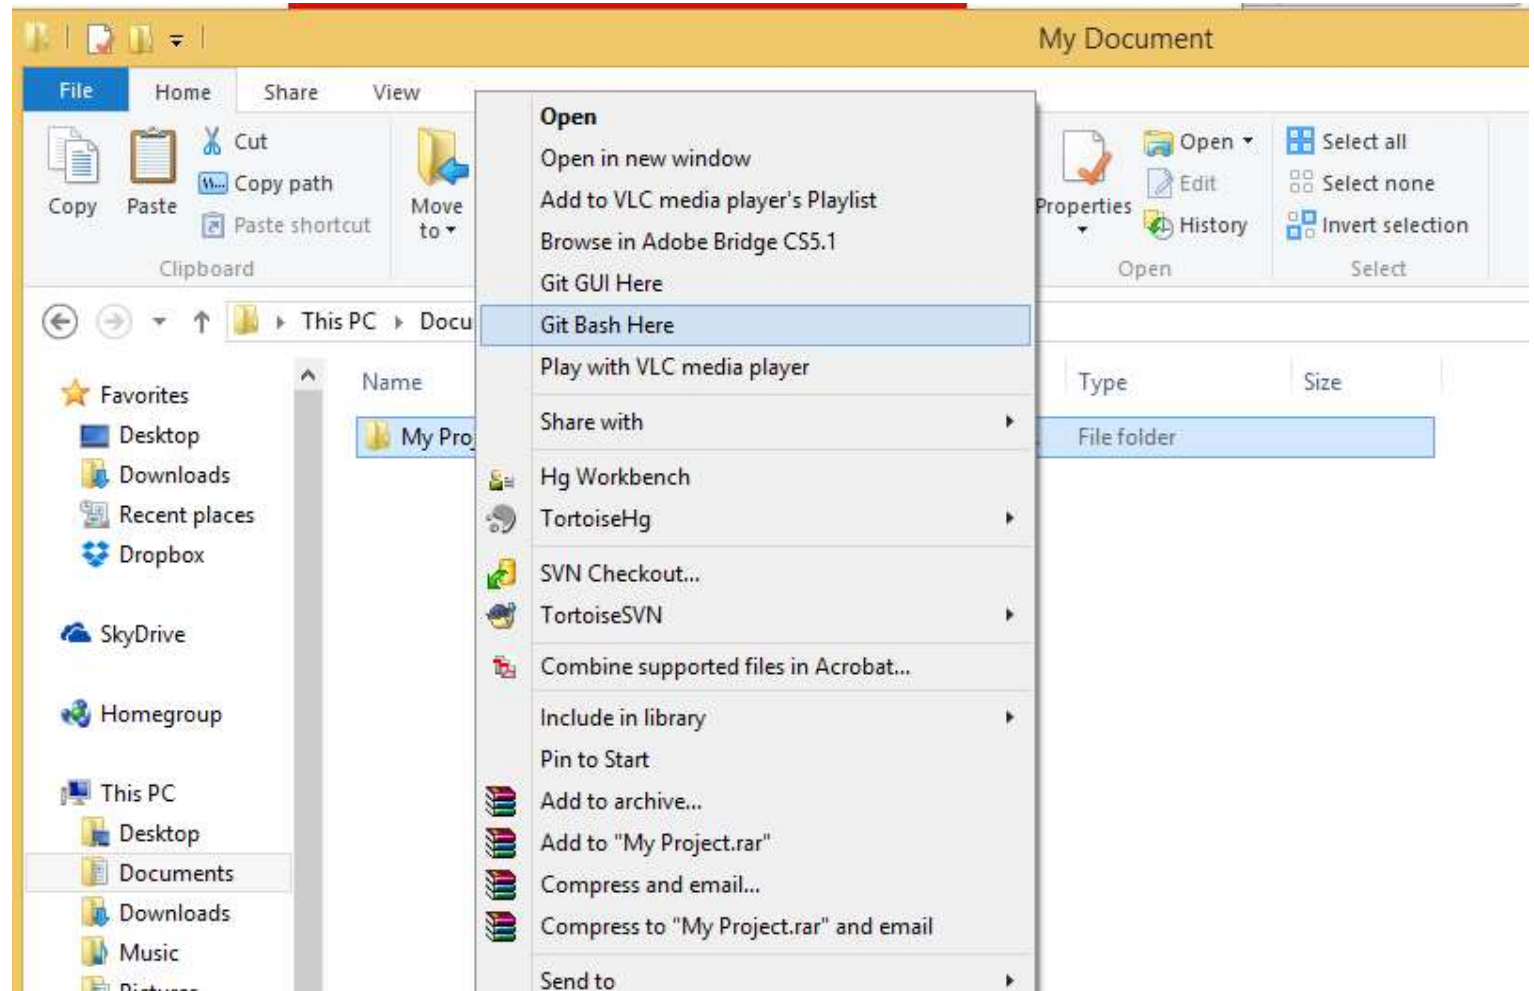 My Document
File Home Share View
Copy
Paste
Cut
Copy path
Paste shortcut
Clipboard
Move
to
Properties
Open
Edit
History
Open
Select all
Select none
Invert selection
Select
This PC Docu
Name Type Size
My Proj File folder
Favorites
Desktop
Downloads
Recent places
Dropbox
SkyDrive
Homegroup
This PC
Desktop
Documents
Downloads
Music
Pictures
Open
Open in new window
Add to VLC media player's Playlist
Browse in Adobe Bridge CS5.1
Git GUI Here
Git Bash Here
Play with VLC media player
Share with
Hg Workbench
TortoiseHg
SVN Checkout...
TortoiseSVN
Combine supported files in Acrobat...
Include in library
Pin to Start
Add to archive...
Add to "My Project.rar"
Compress and email...
Compress to "My Project.rar" and email
Send to